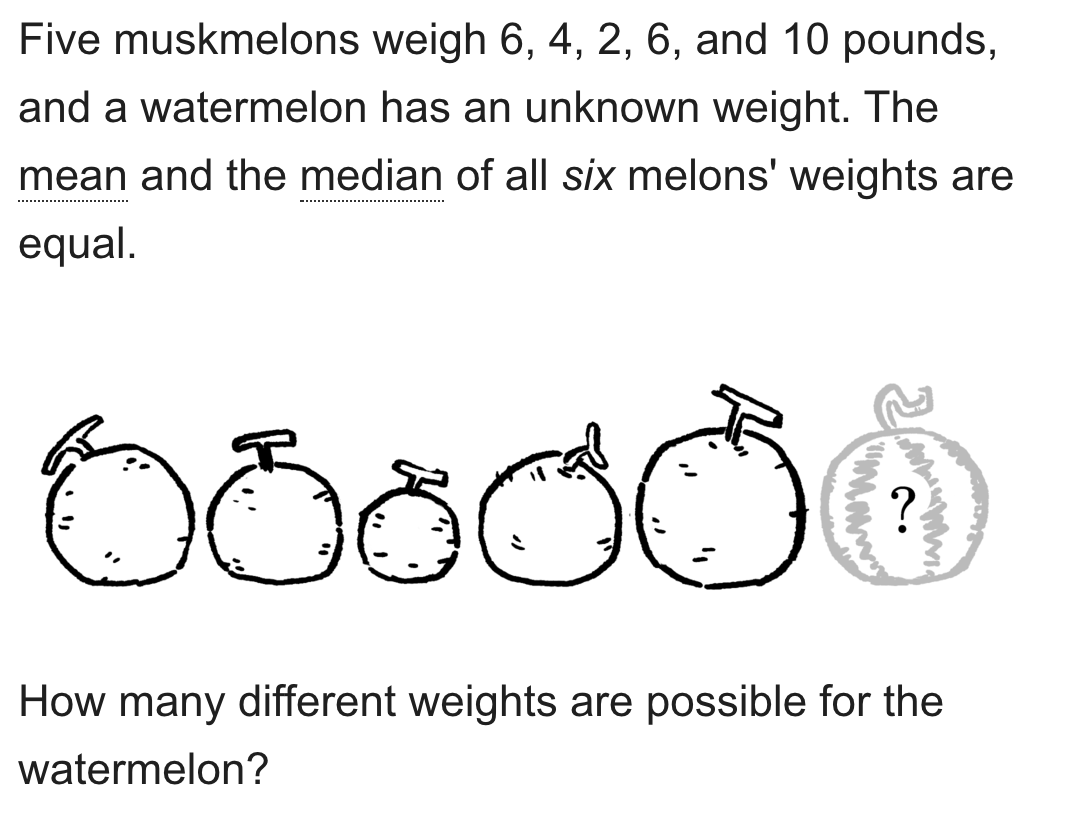 Five muskmelons weigh 6, 4, 2, 6, and 10 pounds,
and a watermelon has an unknown weight. The
mean and the median of all six melons' weights are
equal.
?
How many different weights are possible for the
watermelon?